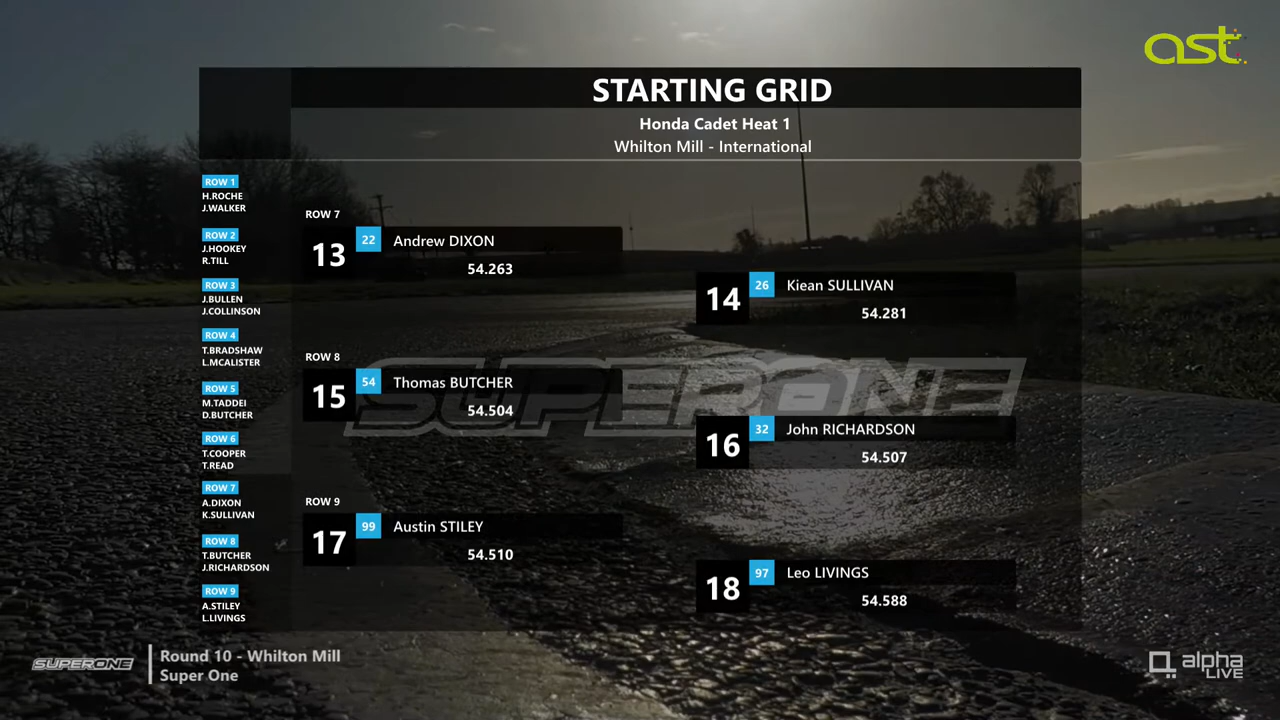 ast
STARTING GRID
Honda Cadet Heat 1
Whilton Mill - International
ROW 1
H.ROCHE
J.WALKER
ROW 2
J.HOOKEY
R.TILL
ROW 3
J.BULLEN
J.COLLINSON
ROW 4
T.BRADSHAW
L.MCALISTER
ROW 5
M.TADDEI
D.BUTCHER
ROW 6
T.COOPER
T.READ
ROW 7
A.DIXON
K.SULLIVAN
ROW 8
T.BUTCHER
J.RICHARDSON
ROW 9
A.STILEY
L.LIVINGS
ROW 7
13 22 Andrew DIXON
54.263
14 26 Kiean SULLIVAN
54.281
ROW 8
15 54 Thomas BUTCHER
54.504
16 32 John RICHARDSON
54.507
ROW 9
17 99 Austin STILEY
54.510
18 97 Leo LIVINGS
54.588
SUPERONE
SUPERONE
Round 10 - Whilton Mill
Super One
alpha
LIVE